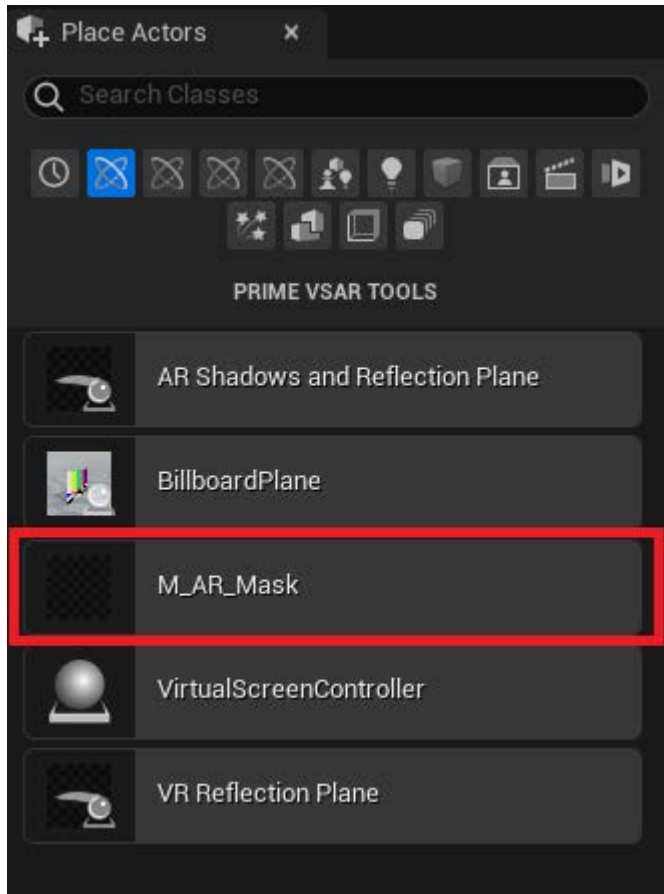 Place Actors
Search Classes
PRIME VSAR TOOLS
AR Shadows and Reflection Plane
BillboardPlane
M_AR_Mask
VirtualScreenController
VR Reflection Plane